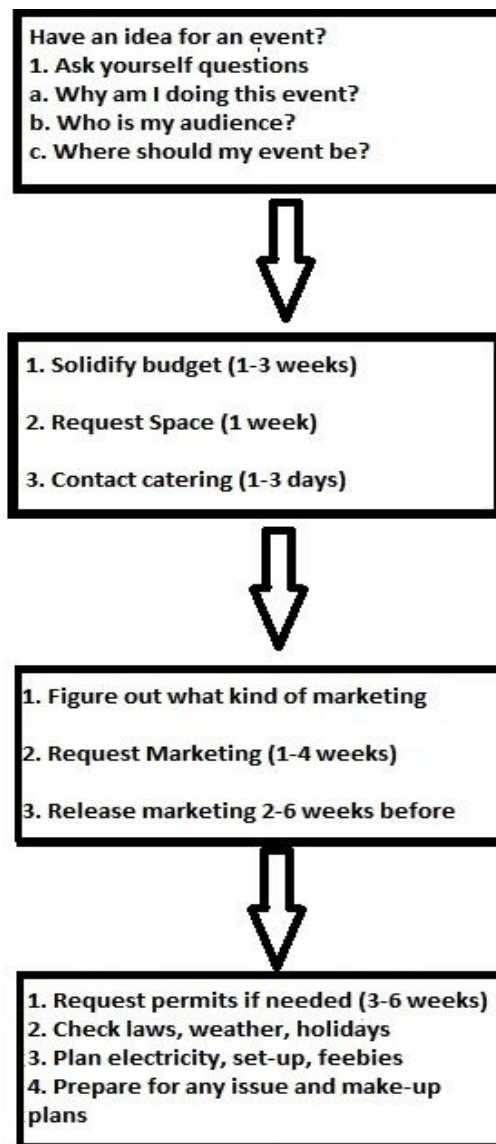 Have an idea for an event?
1. Ask yourself questions
a. Why am I doing this event?
b. Who is my audience?
c. Where should my event be?
1. Solidify budget (1-3 weeks)
2. Request Space (1 week)
3. Contact catering (1-3 days)
1. Figure out what kind of marketing
2. Request Marketing (1-4 weeks)
3. Release marketing 2-6 weeks before
1. Request permits if needed (3-6 weeks)
2. Check laws, weather, holidays
3. Plan electricity, set-up, feebies
4. Prepare for any issue and make-up
plans